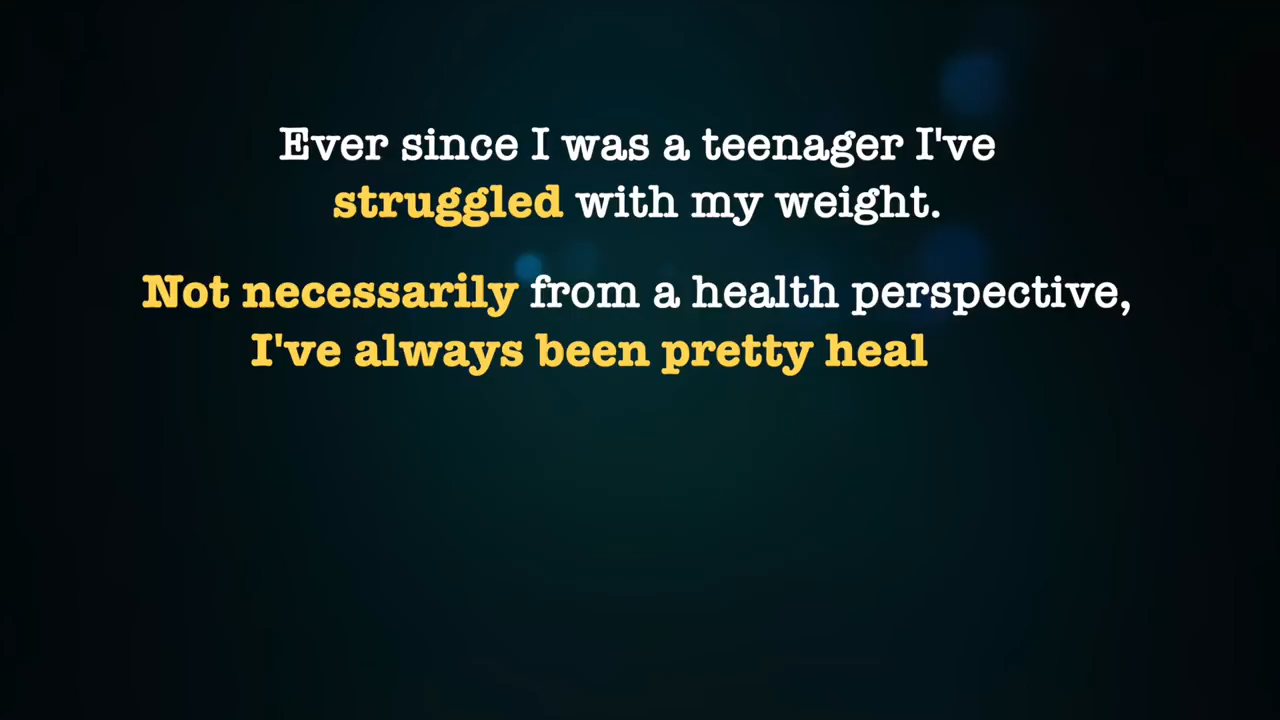 Ever since I was a teenager I've
struggled with my weight.
Not necessarily from a health perspective,
I've always been pretty heal